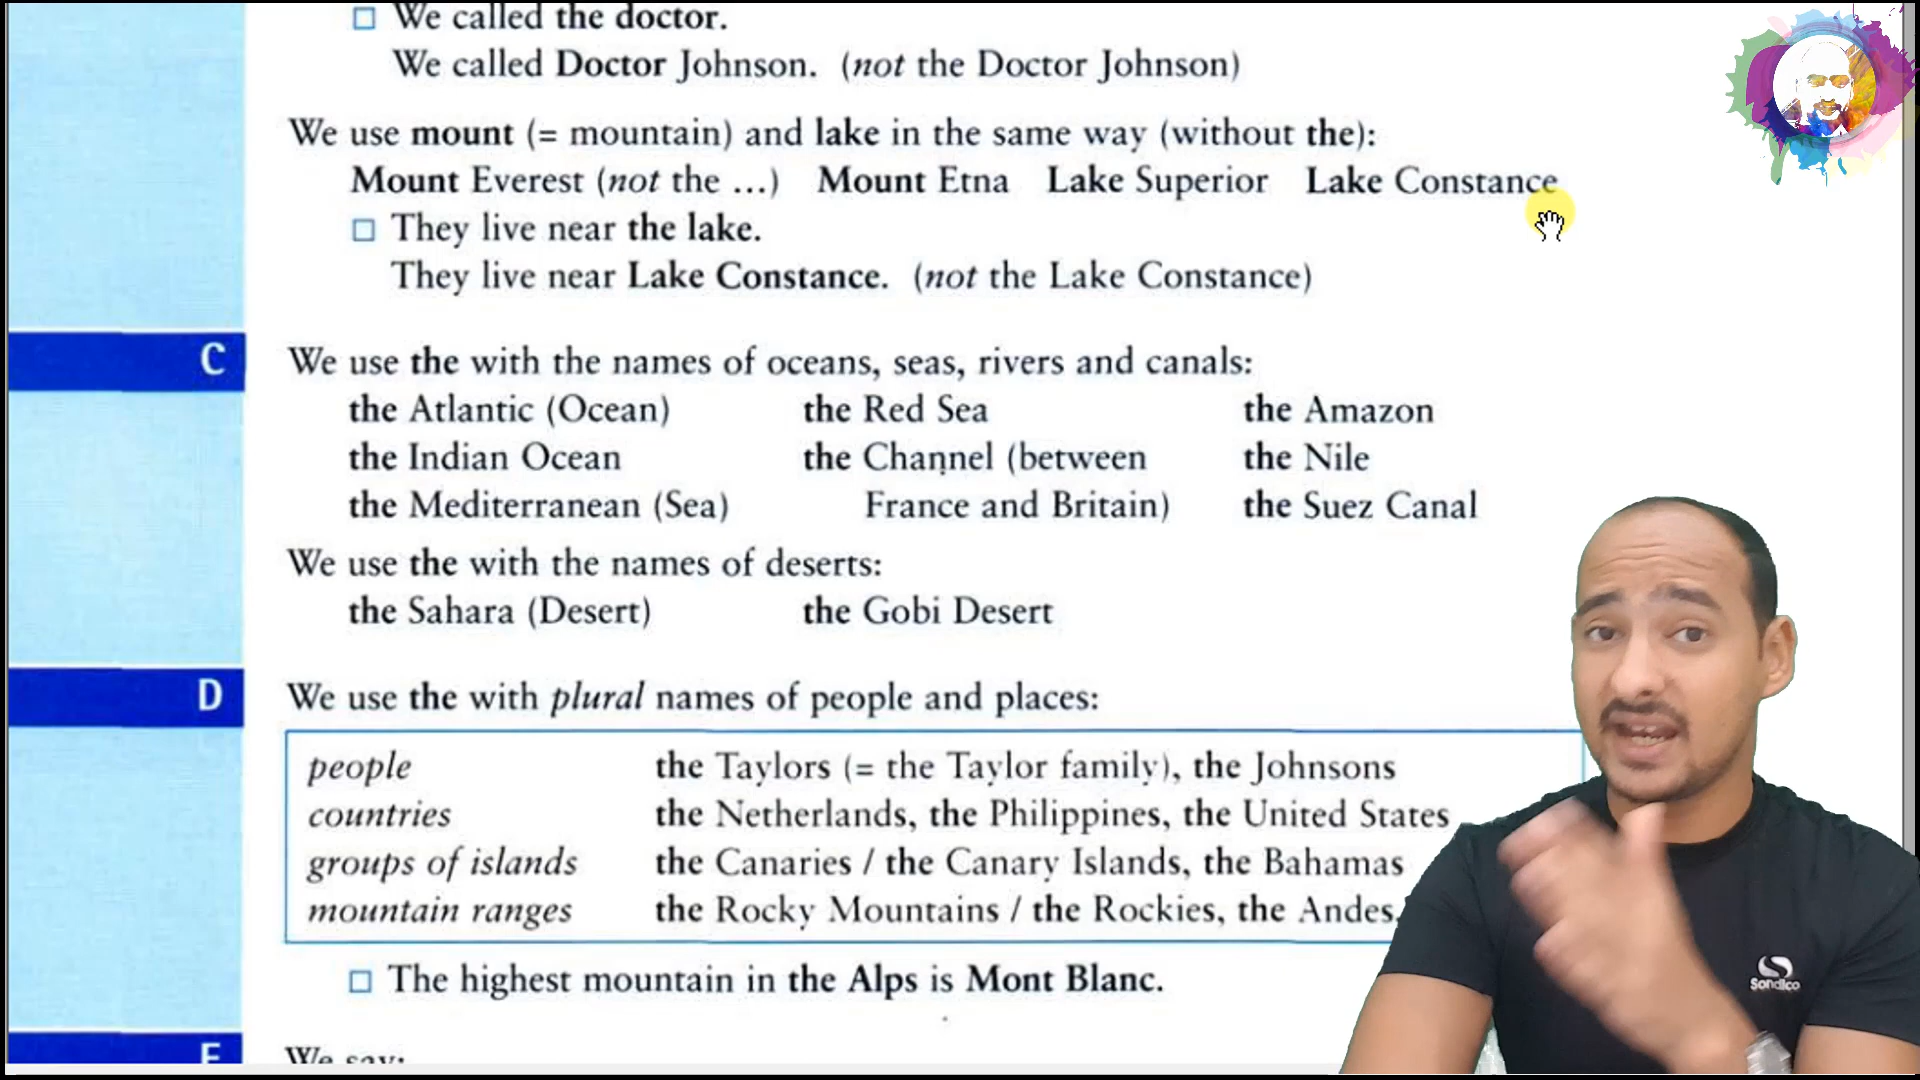 We called the doctor.
We called Doctor Johnson. (not the Doctor Johnson)
We use mount (= mountain) and lake in the same way (without the):
Mount Everest (not the ...) Mount Etna Lake Superior Lake Constance
They live near the lake.
They live near Lake Constance. (not the Lake Constance)
C
We use the with the names of oceans, seas, rivers and canals:
the Atlantic (Ocean) the Red Sea the Amazon
the Indian Ocean the Channel (between the Nile
the Mediterranean (Sea) France and Britain) the Suez Canal
We use the with the names of deserts:
the Sahara (Desert) the Gobi Desert
D
We use the with plural names of people and places:
people the Taylors (= the Taylor family), the Johnsons
countries the Netherlands, the Philippines, the United States
groups of islands the Canaries / the Canary Islands, the Bahamas
mountain ranges the Rocky Mountains / the Rockies, the Andes,
The highest mountain in the Alps is Mont Blanc.
E
We say:
Sondico